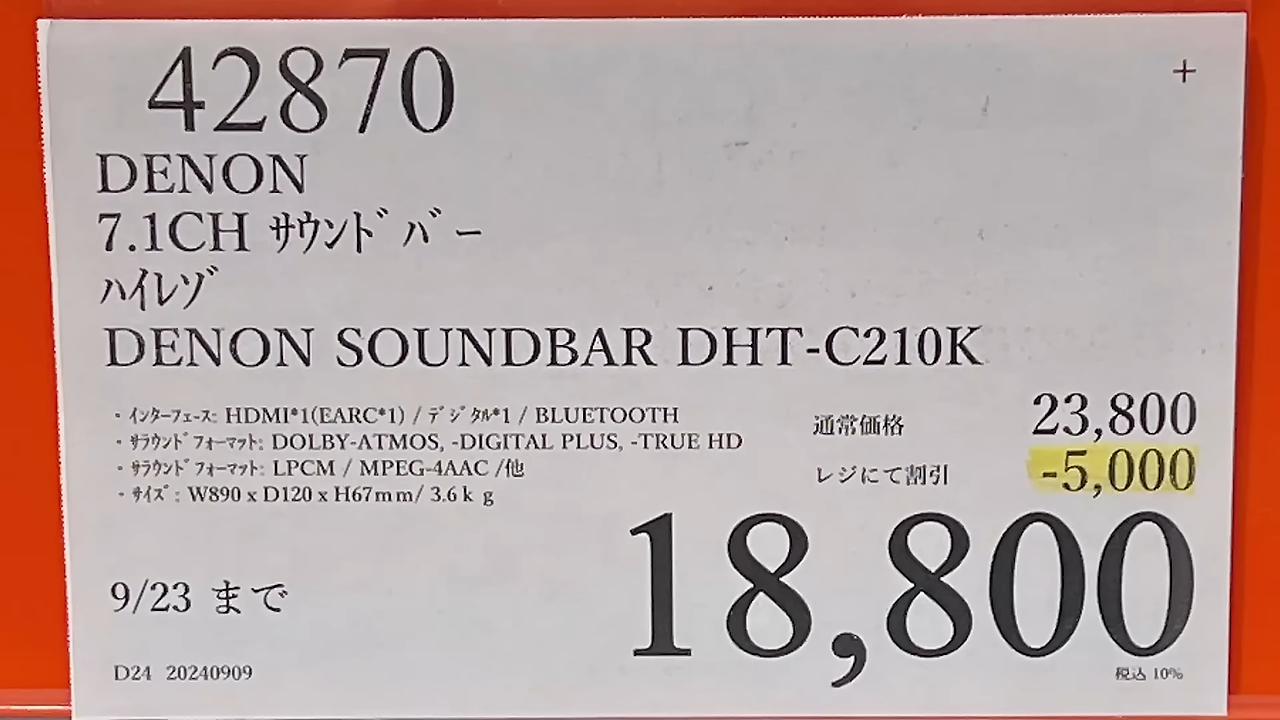 42870
+
DENON
7.1CH ｻｳﾝﾄﾞﾊﾞｰ
ﾊｲﾚｿﾞ
DENON SOUNDBAR DHT-C210K
・ｲﾝﾀｰﾌｪｰｽ: HDMI*1(EARC*1) / ﾃﾞｼﾞﾀﾙ*1 / BLUETOOTH
・ｻﾗｳﾝﾄﾞﾌｫｰﾏｯﾄ: DOLBY-ATMOS, -DIGITAL PLUS, -TRUE HD
・ｻﾗｳﾝﾄﾞﾌｫｰﾏｯﾄ: LPCM / MPEG-4AAC /他
・ｻｲｽﾞ: W890 x D120 x H67mm/ 3.6ｋｇ
通常価格 23,800
レジにて割引 -5,000
18,800
9/23 まで
D24 20240909
税込 10%